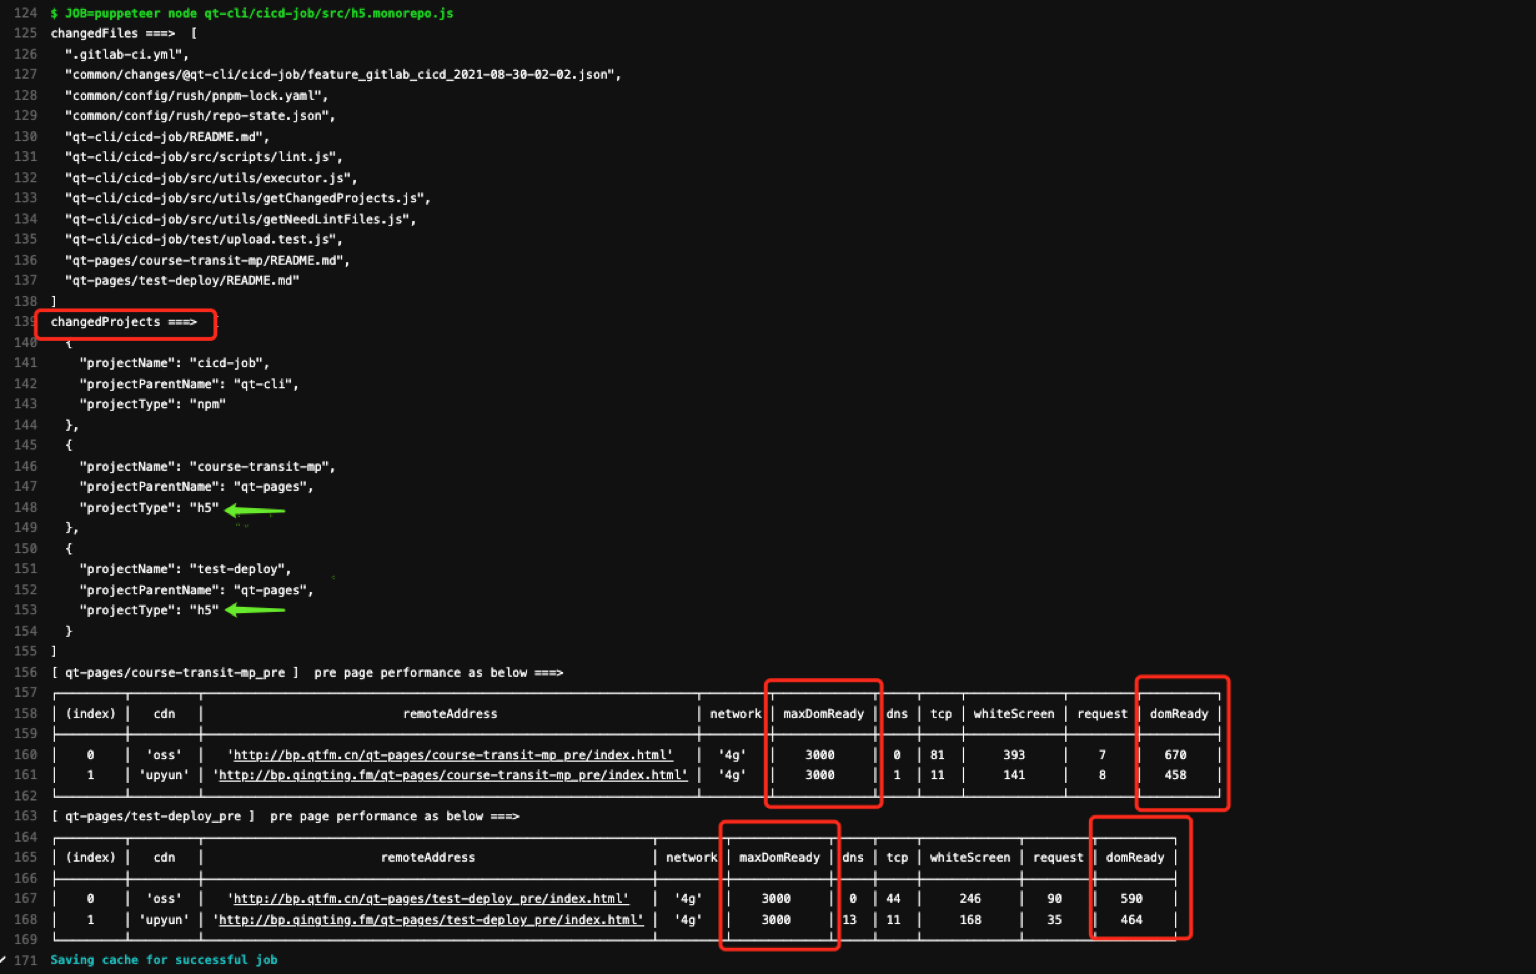 124 $ JOB=puppeteer node qt-cli/cicd-job/src/h5.monorepo.js
125 changedFiles ===> [
126 ".gitlab-ci.yml",
127 "common/changes/@qt-cli/cicd-job/feature_gitlab_cicd_2021-08-30-02-02.json",
128 "common/config/rush/pnpm-lock.yaml",
129 "common/config/rush/repo-state.json",
130 "qt-cli/cicd-job/README.md",
131 "qt-cli/cicd-job/src/scripts/lint.js",
132 "qt-cli/cicd-job/src/utils/executor.js",
133 "qt-cli/cicd-job/src/utils/getChangedProjects.js",
134 "qt-cli/cicd-job/src/utils/getNeedLintFiles.js",
135 "qt-cli/cicd-job/test/upload.test.js",
136 "qt-pages/course-transit-mp/README.md",
137 "qt-pages/test-deploy/README.md"
138 ]
139 changedProjects ===> [
140 {
141 "projectName": "cicd-job",
142 "projectParentName": "qt-cli",
143 "projectType": "npm"
144 },
145 {
146 "projectName": "course-transit-mp",
147 "projectParentName": "qt-pages",
148 "projectType": "h5"
149 },
150 {
151 "projectName": "test-deploy",
152 "projectParentName": "qt-pages",
153 "projectType": "h5"
154 }
155 ]
156 [ qt-pages/course-transit-mp_pre ] pre page performance as below ===>
157
158 (index) cdn remoteAddress network maxDomReady dns tcp whiteScreen request domReady
159
160 0 'oss' 'http://bp.qtfm.cn/qt-pages/course-transit-mp_pre/index.html' '4g' 3000 0 81 393 7 670
161 1 'upyun' 'http://bp.qingting.fm/qt-pages/course-transit-mp_pre/index.html' '4g' 3000 1 11 141 8 458
162
163 [ qt-pages/test-deploy_pre ] pre page performance as below ===>
164
165 (index) cdn remoteAddress network maxDomReady dns tcp whiteScreen request domReady
166
167 0 'oss' 'http://bp.qtfm.cn/qt-pages/test-deploy_pre/index.html' '4g' 3000 0 44 246 90 590
168 1 'upyun' 'http://bp.qingting.fm/qt-pages/test-deploy_pre/index.html' '4g' 3000 13 11 168 35 464
169
171 Saving cache for successful job